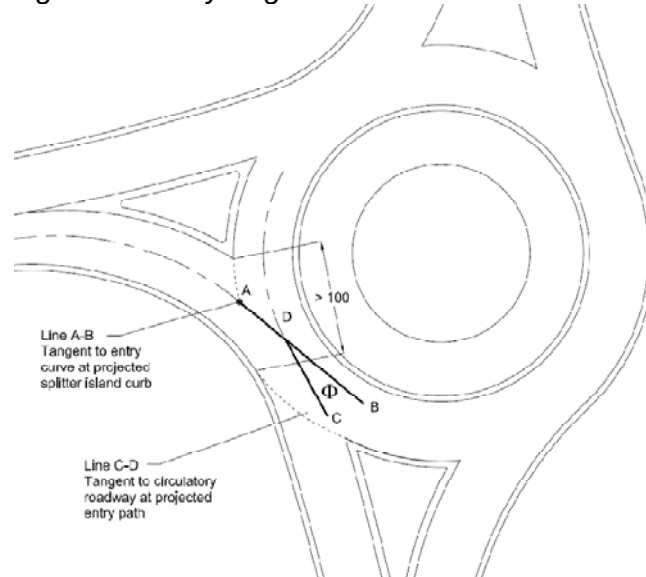 A
D
> 100
Line A-B
Tangent to entry
curve at projected
splitter island curb
Φ
B
C
Line C-D
Tangent to circulatory
roadway at projected
entry path